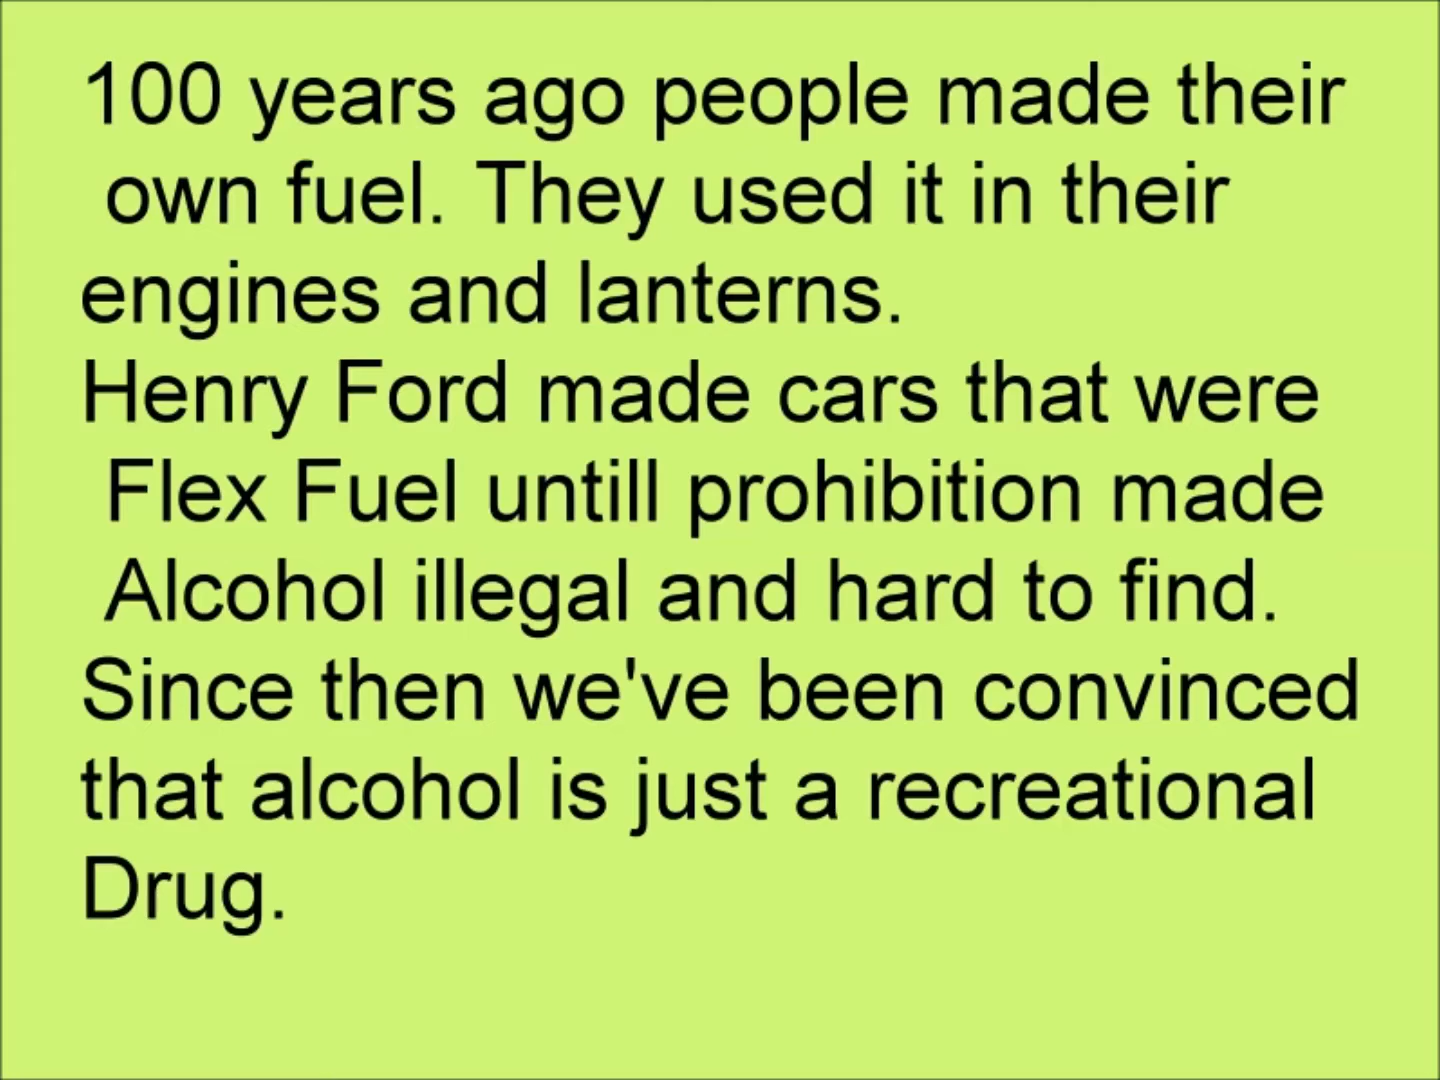 100 years ago people made their
own fuel. They used it in their
engines and lanterns.
Henry Ford made cars that were
Flex Fuel untill prohibition made
Alcohol illegal and hard to find.
Since then we've been convinced
that alcohol is just a recreational
Drug.